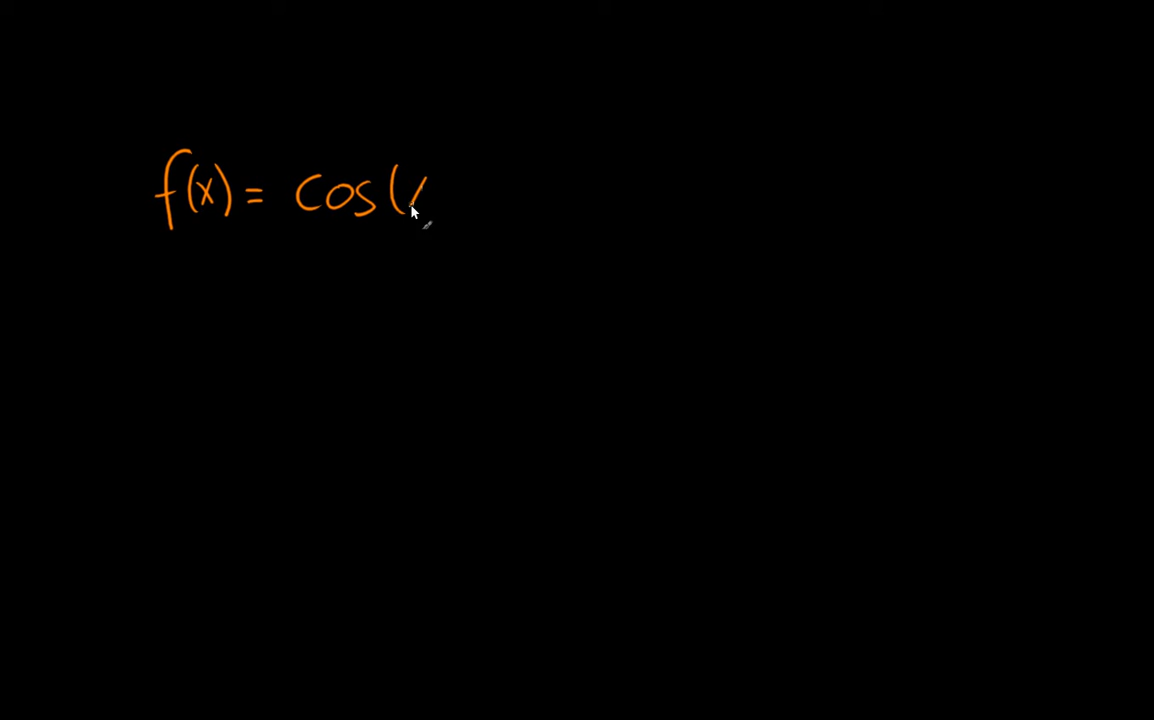 f(x) = cos(